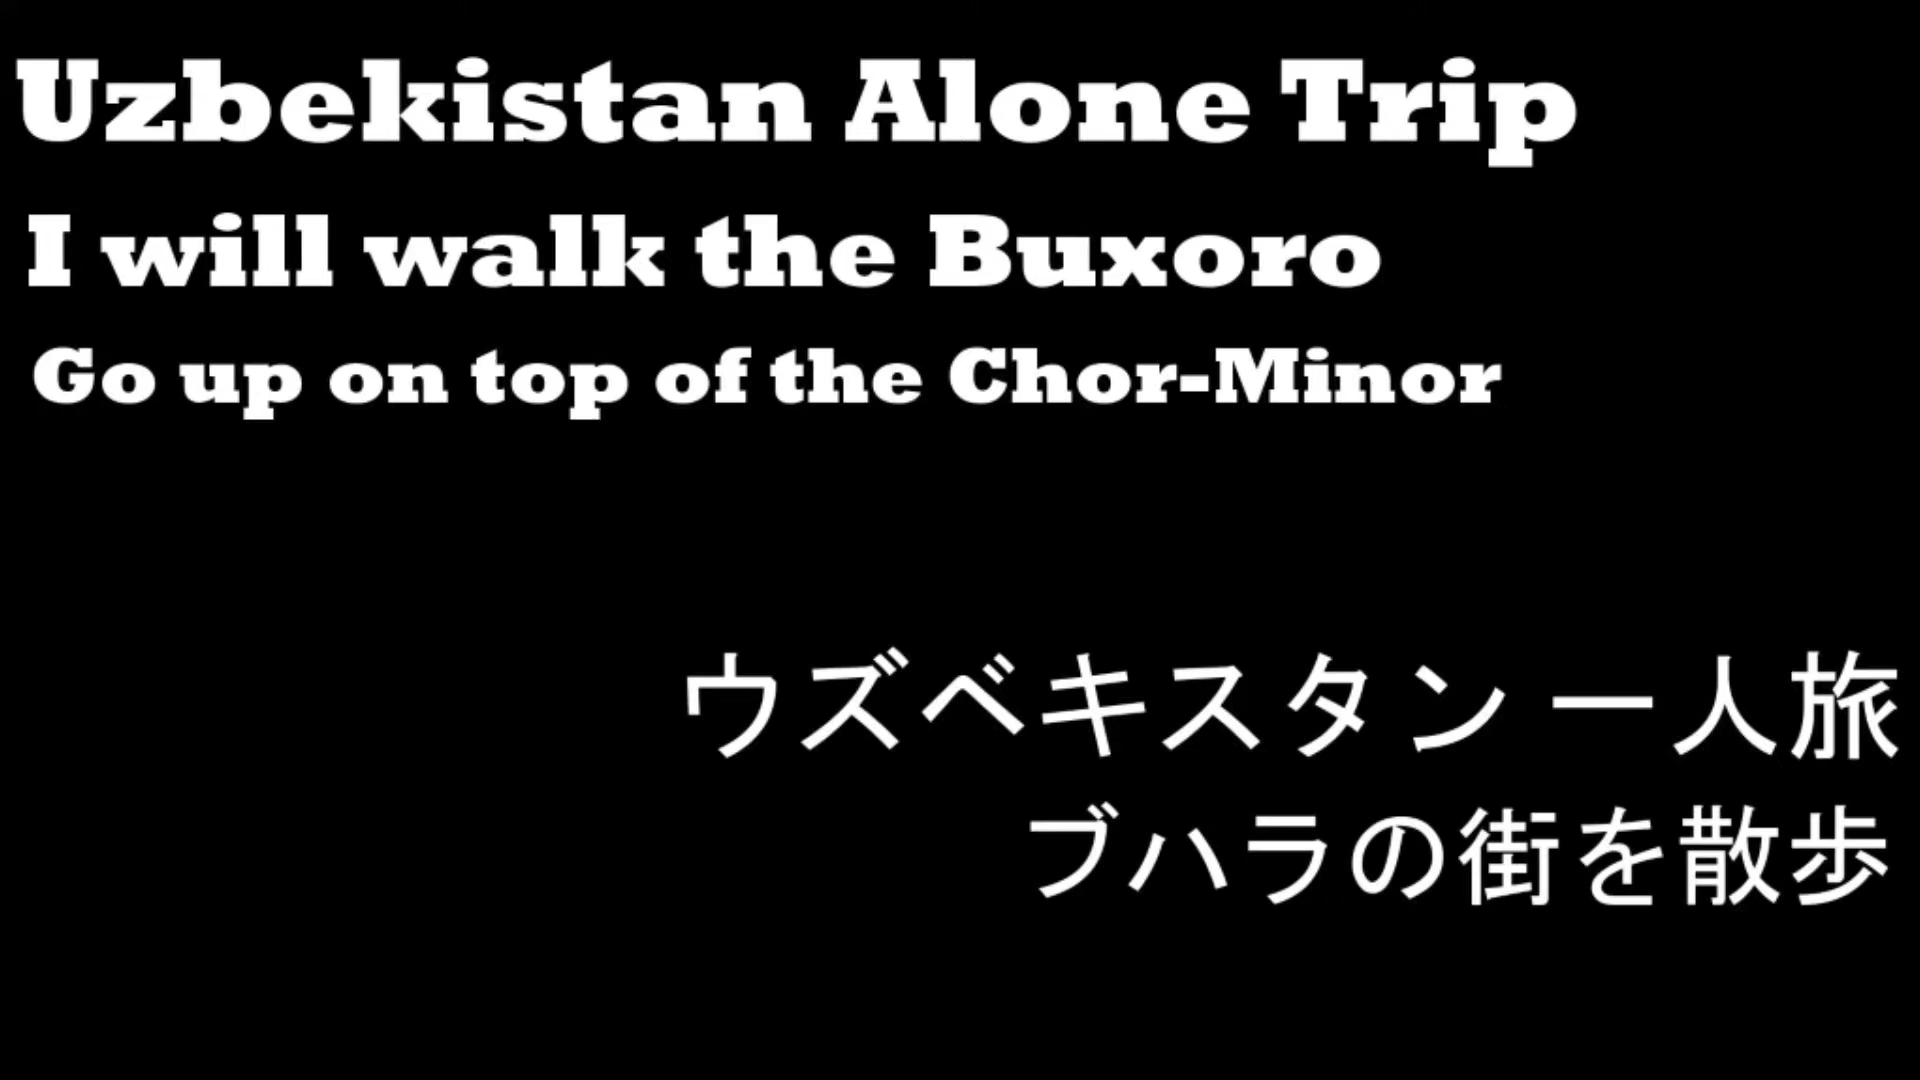 Uzbekistan Alone Trip
I will walk the Buxoro
Go up on top of the Chor-Minor
ウズベキスタン 一人旅
ブハラの街を散歩